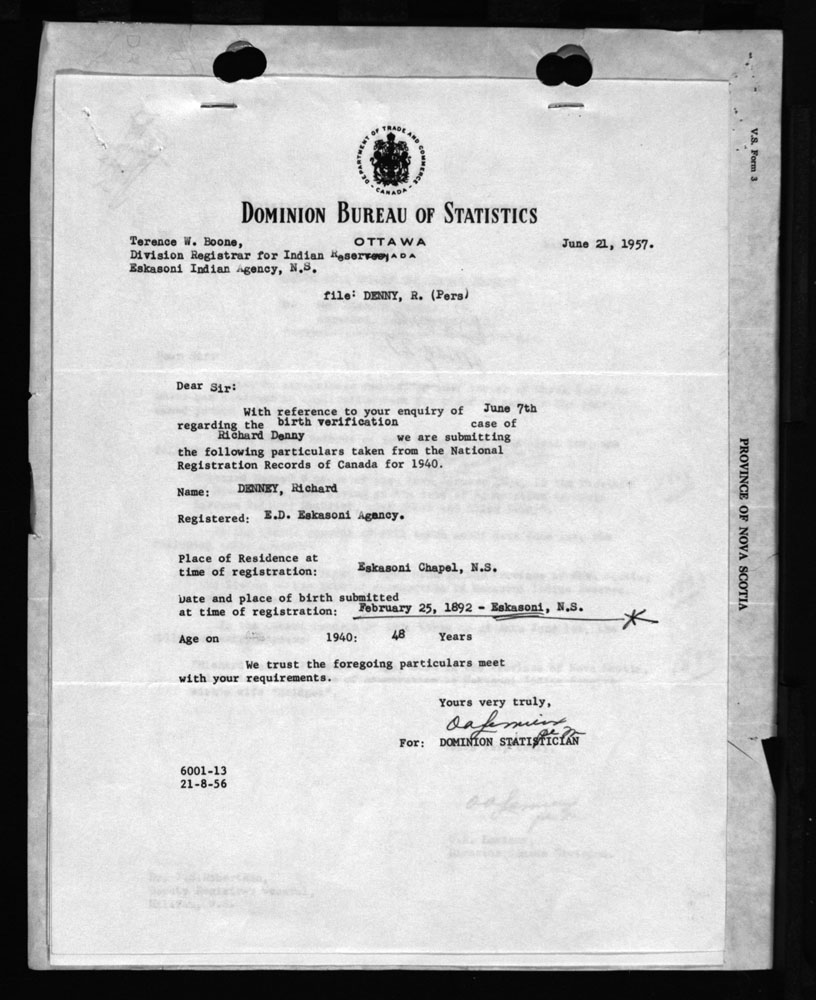 DEPARTMENT OF TRADE AND COMMERCE
- CANADA -
DOMINION BUREAU OF STATISTICS
OTTAWA
Terence W. Boone,
June 21, 1957.
Division Registrar for Indian Reserves,
Eskasoni Indian Agency, N.S.
file: DENNY, R. (Pers)
Dear Sir:
With reference to your enquiry of June 7th
regarding the birth verification case of
Richard Denny we are submitting
the following particulars taken from the National
Registration Records of Canada for 1940.
Name: DENNEY, Richard
Registered: E.D. Eskasoni Agency.
Place of Residence at
time of registration: Eskasoni Chapel, N.S.
Date and place of birth submitted
at time of registration: February 25, 1892 - Eskasoni, N.S.
Age on 1940: 48 Years
We trust the foregoing particulars meet
with your requirements.
Yours very truly,
For: DOMINION STATISTICIAN
6001-13
21-8-56
V.S. Form 3
PROVINCE OF NOVA SCOTIA